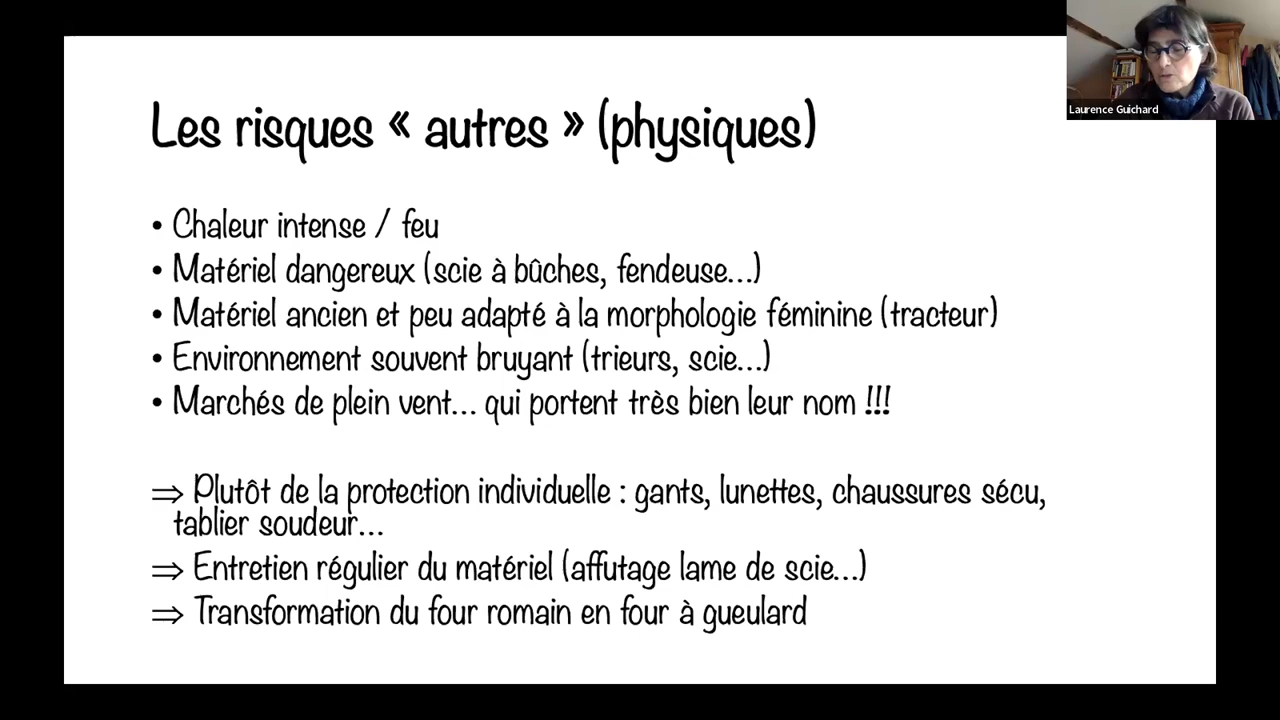 Laurence Guichard
Les risques « autres » (physiques)
• Chaleur intense / feu
• Matériel dangereux (scie à bûches, fendeuse...)
• Matériel ancien et peu adapté à la morphologie féminine (tracteur)
• Environnement souvent bruyant (trieurs, scie...)
• Marchés de plein vent... qui portent très bien leur nom !!!
⇒ Plutôt de la protection individuelle : gants, lunettes, chaussures sécu,
tablier soudeur...
⇒ Entretien régulier du matériel (affutage lame de scie...)
⇒ Transformation du four romain en four à gueulard